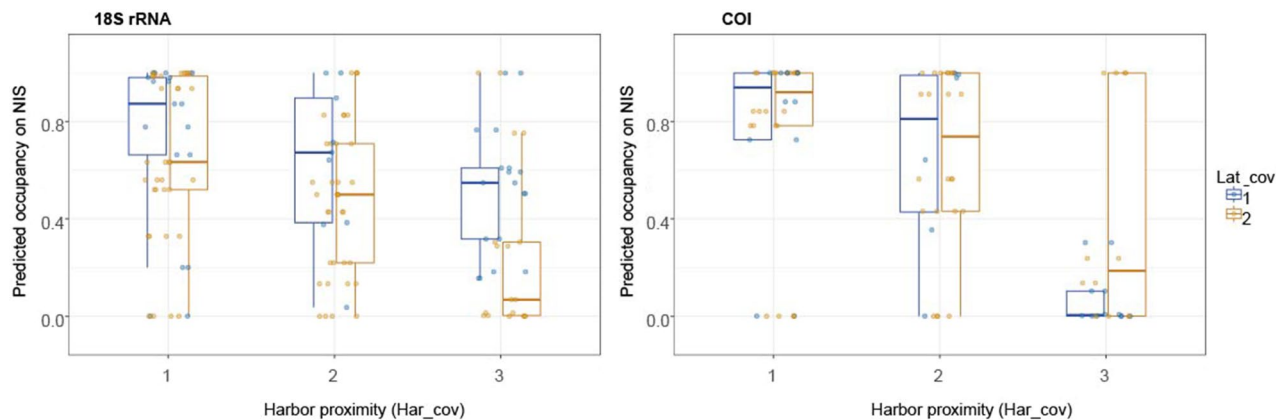 18S rRNA
COI
Predicted occupancy on NIS
0.8
0.4
0.0
1
2
3
Harbor proximity (Har_cov)
Predicted occupancy on NIS
0.8
0.4
0.0
1
2
3
Harbor proximity (Har_cov)
Lat_cov
1
2